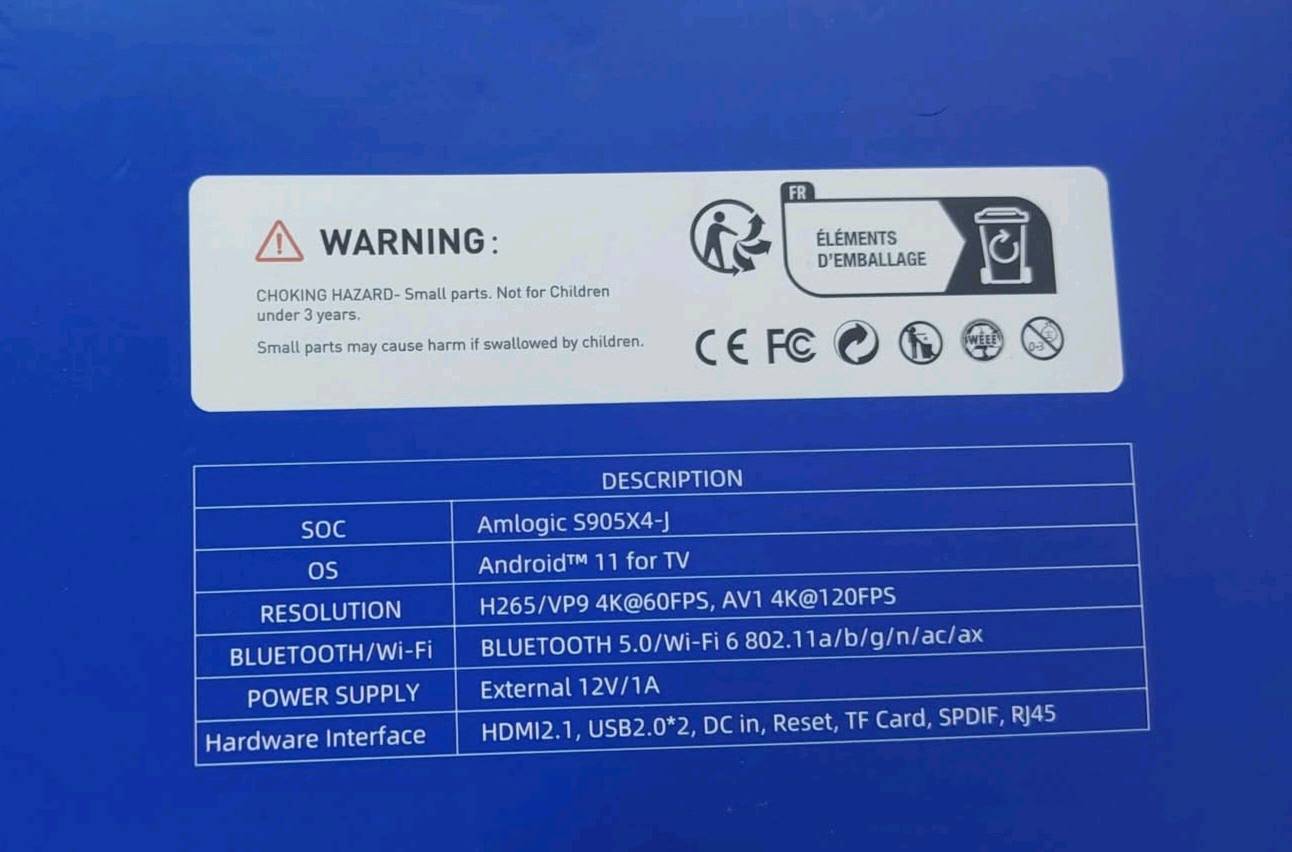 FR
ÉLÉMENTS
D'EMBALLAGE
WARNING:
CHOKING HAZARD- Small parts. Not for Children
under 3 years.
Small parts may cause harm if swallowed by children.
CE FC WEEE 0-3
DESCRIPTION
SOC Amlogic S905X4-J
OS Android™ 11 for TV
RESOLUTION H265/VP9 4K@60FPS, AV1 4K@120FPS
BLUETOOTH/Wi-Fi BLUETOOTH 5.0/Wi-Fi 6 802.11a/b/g/n/ac/ax
POWER SUPPLY External 12V/1A
Hardware Interface HDMI2.1, USB2.0*2, DC in, Reset, TF Card, SPDIF, RJ45